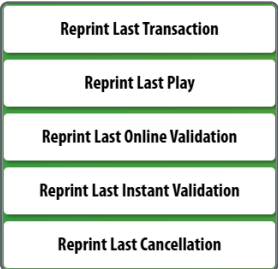 Reprint Last Transaction
Reprint Last Play
Reprint Last Online Validation
Reprint Last Instant Validation
Reprint Last Cancellation